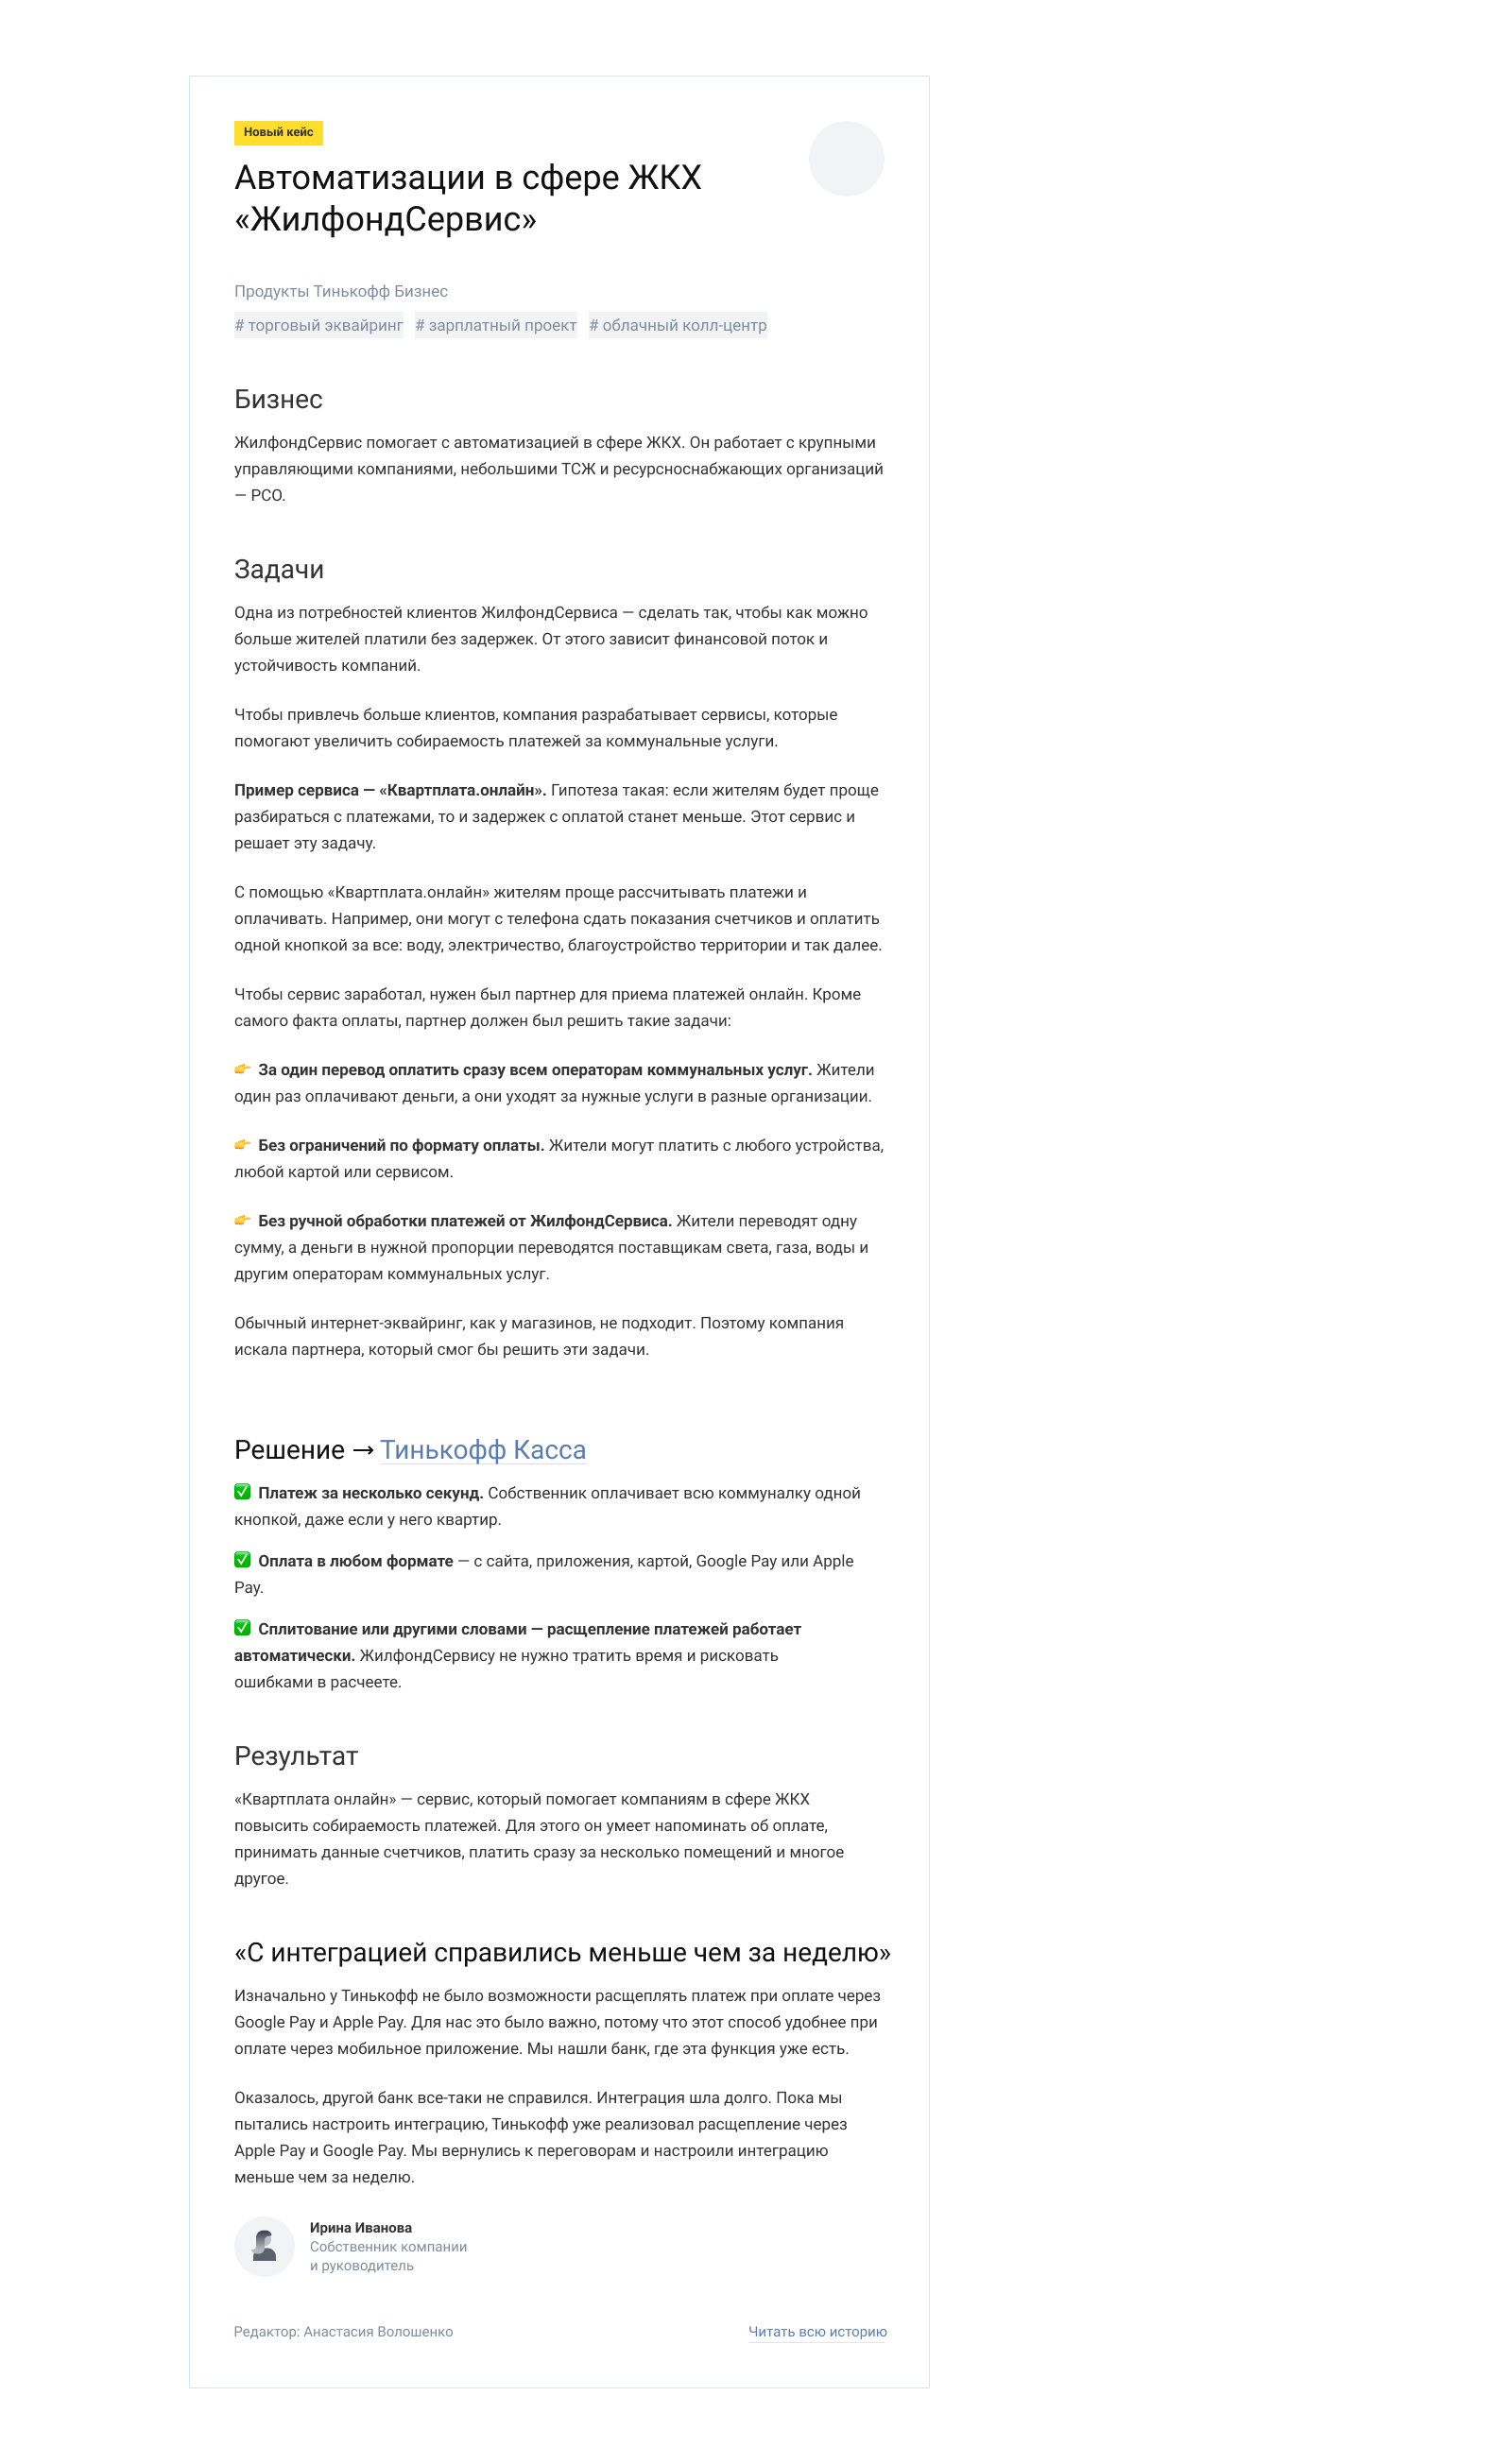 Новый кейс
Автоматизации в сфере ЖКХ
«ЖилфондСервис»
Продукты Тинькофф Бизнес
# торговый эквайринг # зарплатный проект # облачный колл-центр
Бизнес
ЖилфондСервис помогает с автоматизацией в сфере ЖКХ. Он работает с крупными
управляющими компаниями, небольшими ТСЖ и ресурсноснабжающих организаций
— РСО.
Задачи
Одна из потребностей клиентов ЖилфондСервиса — сделать так, чтобы как можно
больше жителей платили без задержек. От этого зависит финансовой поток и
устойчивость компаний.
Чтобы привлечь больше клиентов, компания разрабатывает сервисы, которые
помогают увеличить собираемость платежей за коммунальные услуги.
Пример сервиса — «Квартплата.онлайн». Гипотеза такая: если жителям будет проще
разбираться с платежами, то и задержек с оплатой станет меньше. Этот сервис и
решает эту задачу.
С помощью «Квартплата.онлайн» жителям проще рассчитывать платежи и
оплачивать. Например, они могут с телефона сдать показания счетчиков и оплатить
одной кнопкой за все: воду, электричество, благоустройство территории и так далее.
Чтобы сервис заработал, нужен был партнер для приема платежей онлайн. Кроме
самого факта оплаты, партнер должен был решить такие задачи:
👉 За один перевод оплатить сразу всем операторам коммунальных услуг. Жители
один раз оплачивают деньги, а они уходят за нужные услуги в разные организации.
👉 Без ограничений по формату оплаты. Жители могут платить с любого устройства,
любой картой или сервисом.
👉 Без ручной обработки платежей от ЖилфондСервиса. Жители переводят одну
сумму, а деньги в нужной пропорции переводятся поставщикам света, газа, воды и
другим операторам коммунальных услуг.
Обычный интернет-эквайринг, как у магазинов, не подходит. Поэтому компания
искала партнера, который смог бы решить эти задачи.
Решение → Тинькофф Касса
✅ Платеж за несколько секунд. Собственник оплачивает всю коммуналку одной
кнопкой, даже если у него квартир.
✅ Оплата в любом формате — с сайта, приложения, картой, Google Pay или Apple
Pay.
✅ Сплитование или другими словами — расщепление платежей работает
автоматически. ЖилфондСервису не нужно тратить время и рисковать
ошибками в расчеете.
Результат
«Квартплата онлайн» — сервис, который помогает компаниям в сфере ЖКХ
повысить собираемость платежей. Для этого он умеет напоминать об оплате,
принимать данные счетчиков, платить сразу за несколько помещений и многое
другое.
«С интеграцией справились меньше чем за неделю»
Изначально у Тинькофф не было возможности расщеплять платеж при оплате через
Google Pay и Apple Pay. Для нас это было важно, потому что этот способ удобнее при
оплате через мобильное приложение. Мы нашли банк, где эта функция уже есть.
Оказалось, другой банк все-таки не справился. Интеграция шла долго. Пока мы
пытались настроить интеграцию, Тинькофф уже реализовал расщепление через
Apple Pay и Google Pay. Мы вернулись к переговорам и настроили интеграцию
меньше чем за неделю.
Ирина Иванова
Собственник компании
и руководитель
Редактор: Анастасия Волошенко
Читать всю историю